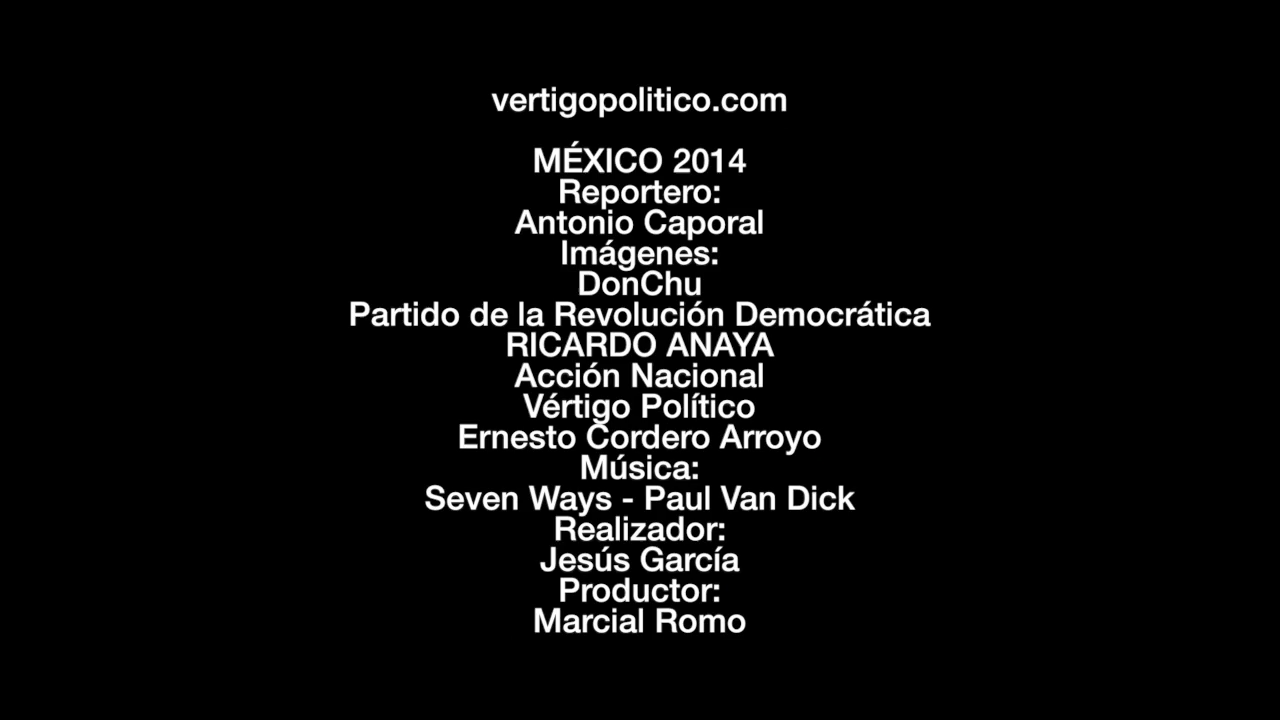 vertigopolitico.com
MÉXICO 2014
Reportero:
Antonio Caporal
Imágenes:
DonChu
Partido de la Revolución Democrática
RICARDO ANAYA
Acción Nacional
Vértigo Político
Ernesto Cordero Arroyo
Música:
Seven Ways - Paul Van Dick
Realizador:
Jesús García
Productor:
Marcial Romo